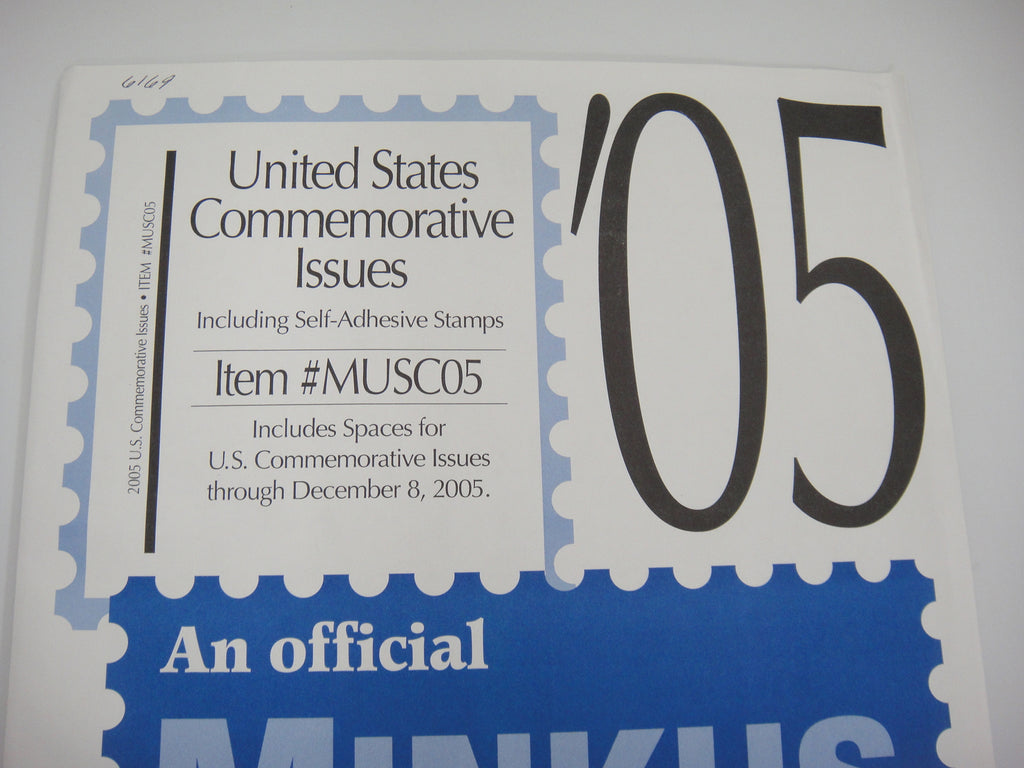 6169
'05
United States
Commemorative
Issues
Including Self-Adhesive Stamps
Item #MUSC05
Includes Spaces for
U.S. Commemorative Issues
through December 8, 2005.
2005 U.S. Commemorative Issues • ITEM #MUSC05
An official
MINKUS